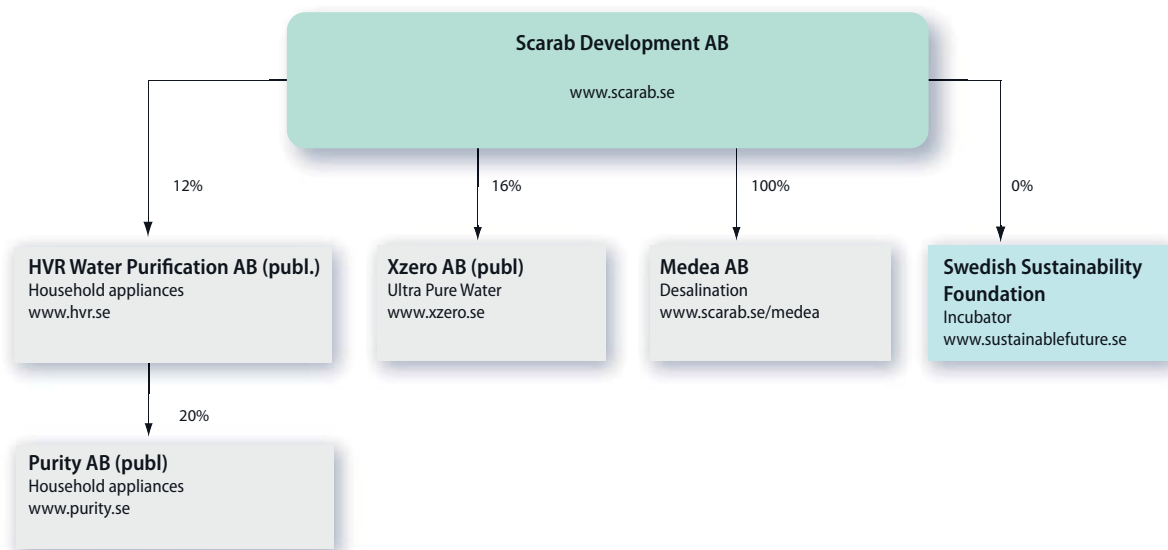 Scarab Development AB
www.scarab.se
12%
16%
100%
0%
HVR Water Purification AB (publ.)
Household appliances
www.hvr.se
Xzero AB (publ)
Ultra Pure Water
www.xzero.se
Medea AB
Desalination
www.scarab.se/medea
Swedish Sustainability
Foundation
Incubator
www.sustainablefuture.se
20%
Purity AB (publ)
Household appliances
www.purity.se